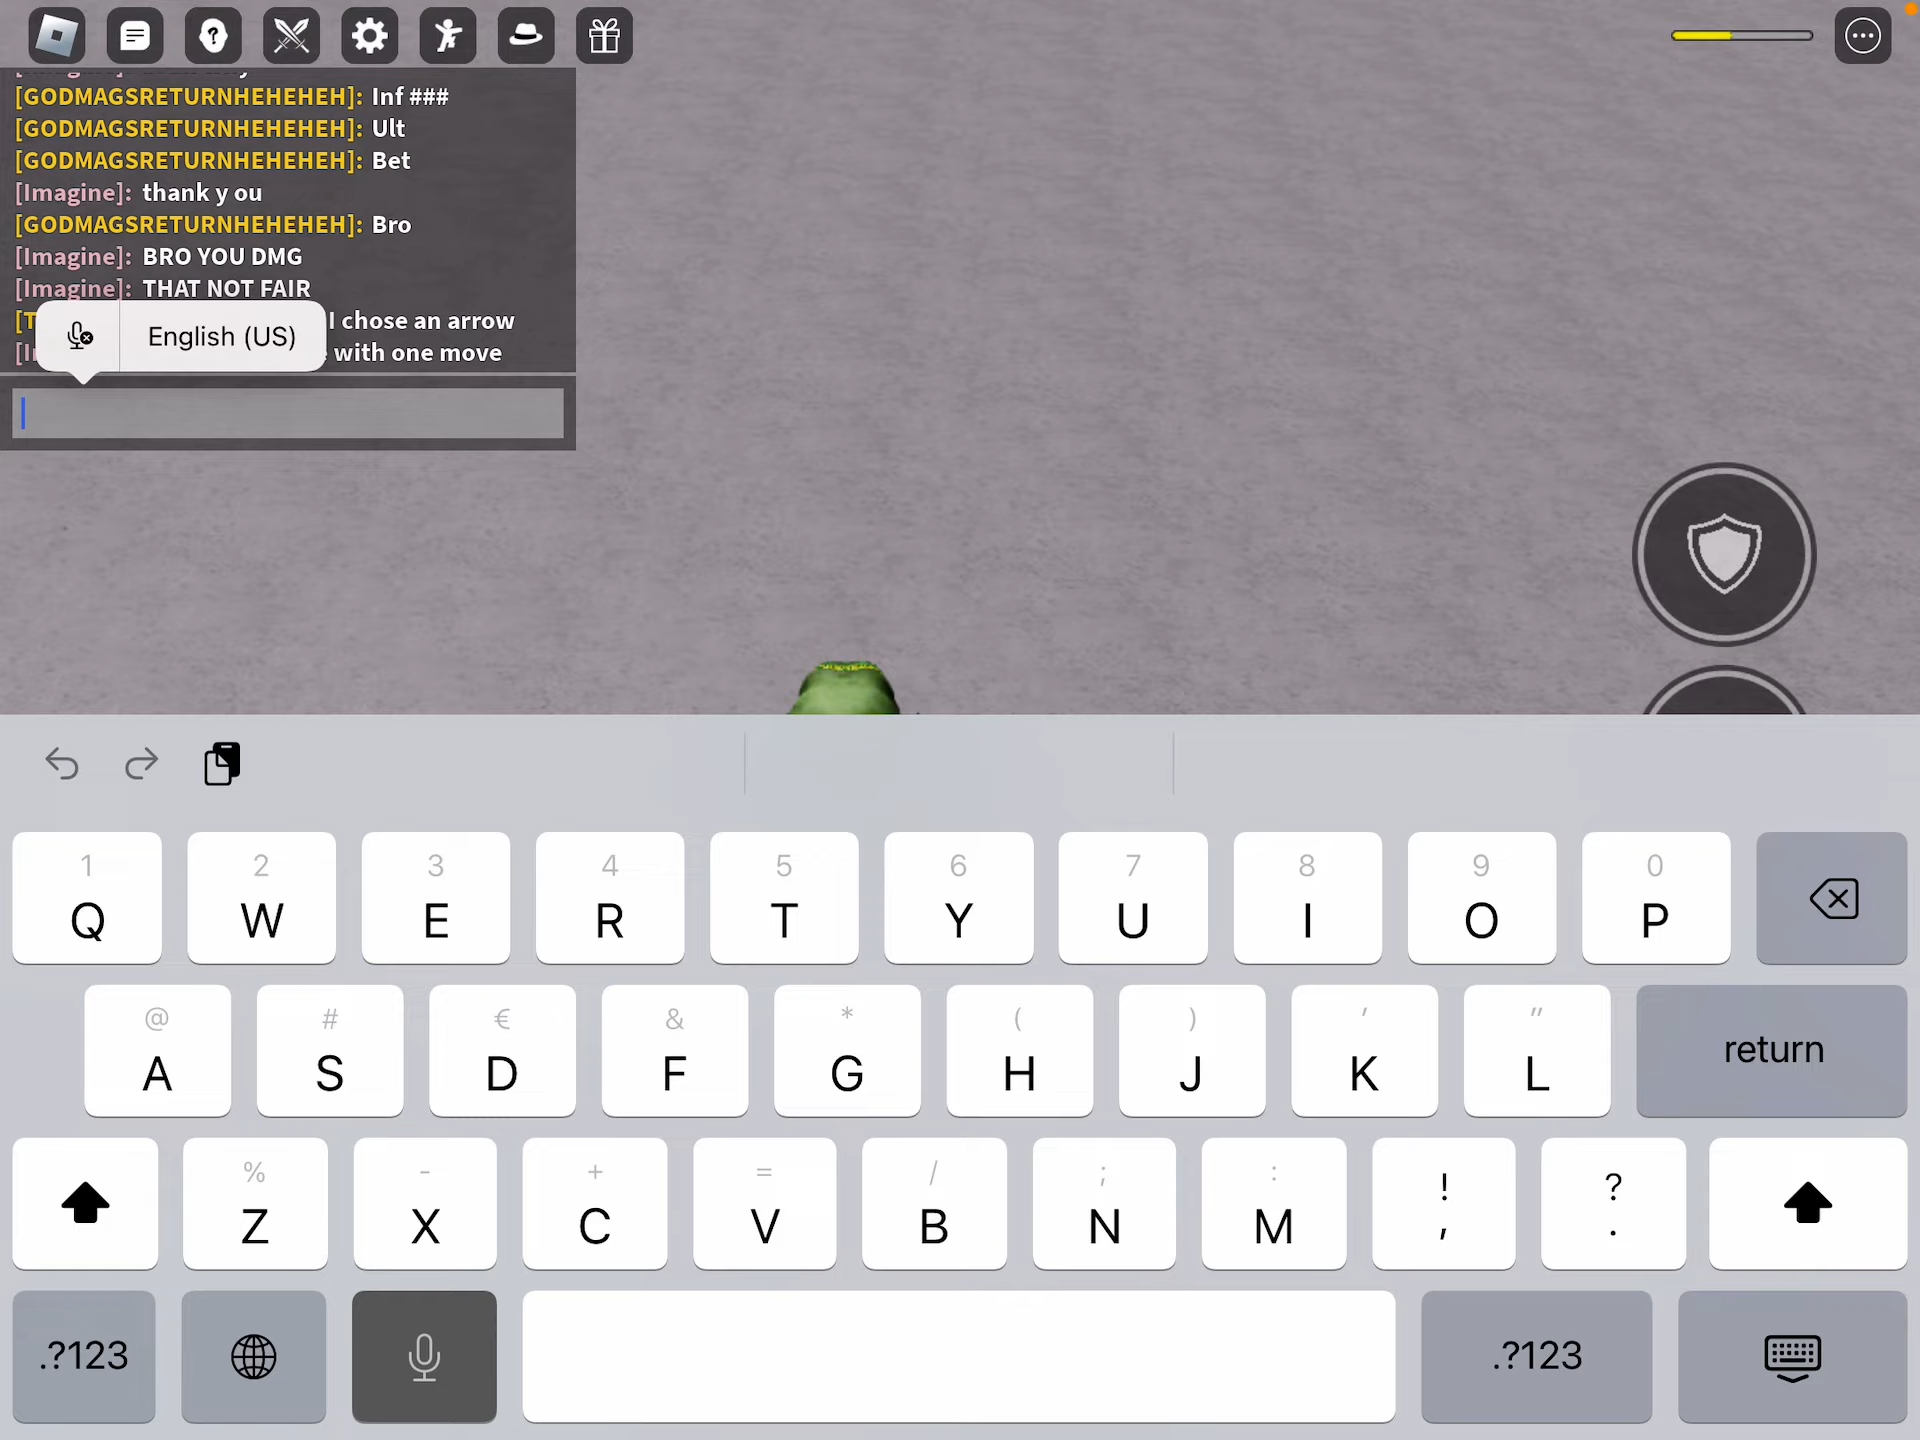 [GODMAGSRETURNHEHEHEH]: Inf ###
[GODMAGSRETURNHEHEHEH]: Ult
[GODMAGSRETURNHEHEHEH]: Bet
[Imagine]: thank y ou
[GODMAGSRETURNHEHEHEH]: Bro
[Imagine]: BRO YOU DMG
[Imagine]: THAT NOT FAIR
I chose an arrow
English (US)
with one move
1 2 3 4 5 6 7 8 9 0
Q W E R T Y U I O P
@ # € & * ( ) ' "
A S D F G H J K L return
% - + = / ; : ! ?
Z X C V B N M , .
.?123 .?123